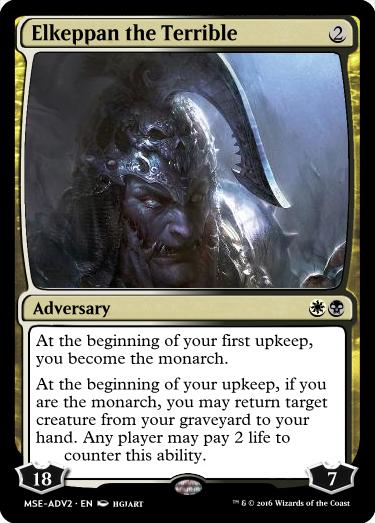 Elkeppan the Terrible 2
Adversary
At the beginning of your first upkeep,
you become the monarch.
At the beginning of your upkeep, if you
are the monarch, you may return target
creature from your graveyard to your
hand. Any player may pay 2 life to
counter this ability.
18
7
MSE-ADV2 • EN HGJART
™ & © 2016 Wizards of the Coast